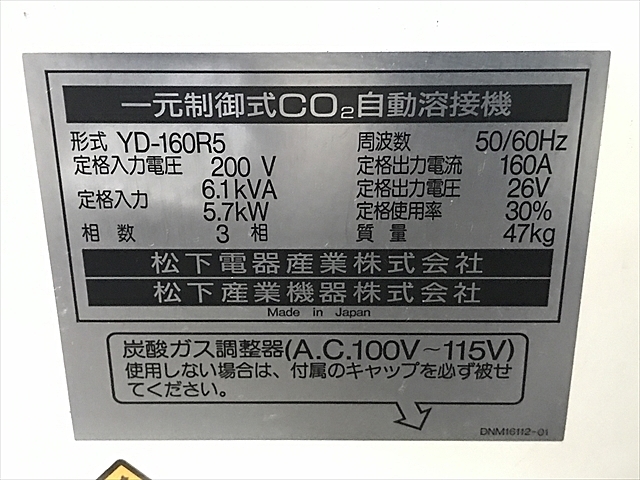 一元制御式CO₂自動溶接機
形式 YD-160R5 周波数 50/60Hz
定格入力電圧 200 V 定格出力電流 160A
定格入力 6.1kVA 定格出力電圧 26V
5.7kW 定格使用率 30%
相数 3 相 質量 47kg
松下電器産業株式会社
松下産業機器株式会社
Made in Japan
炭酸ガス調整器(A.C.100V～115V)
使用しない場合は、付属のキャップを必ず被せ
てください。
DNM16112-01